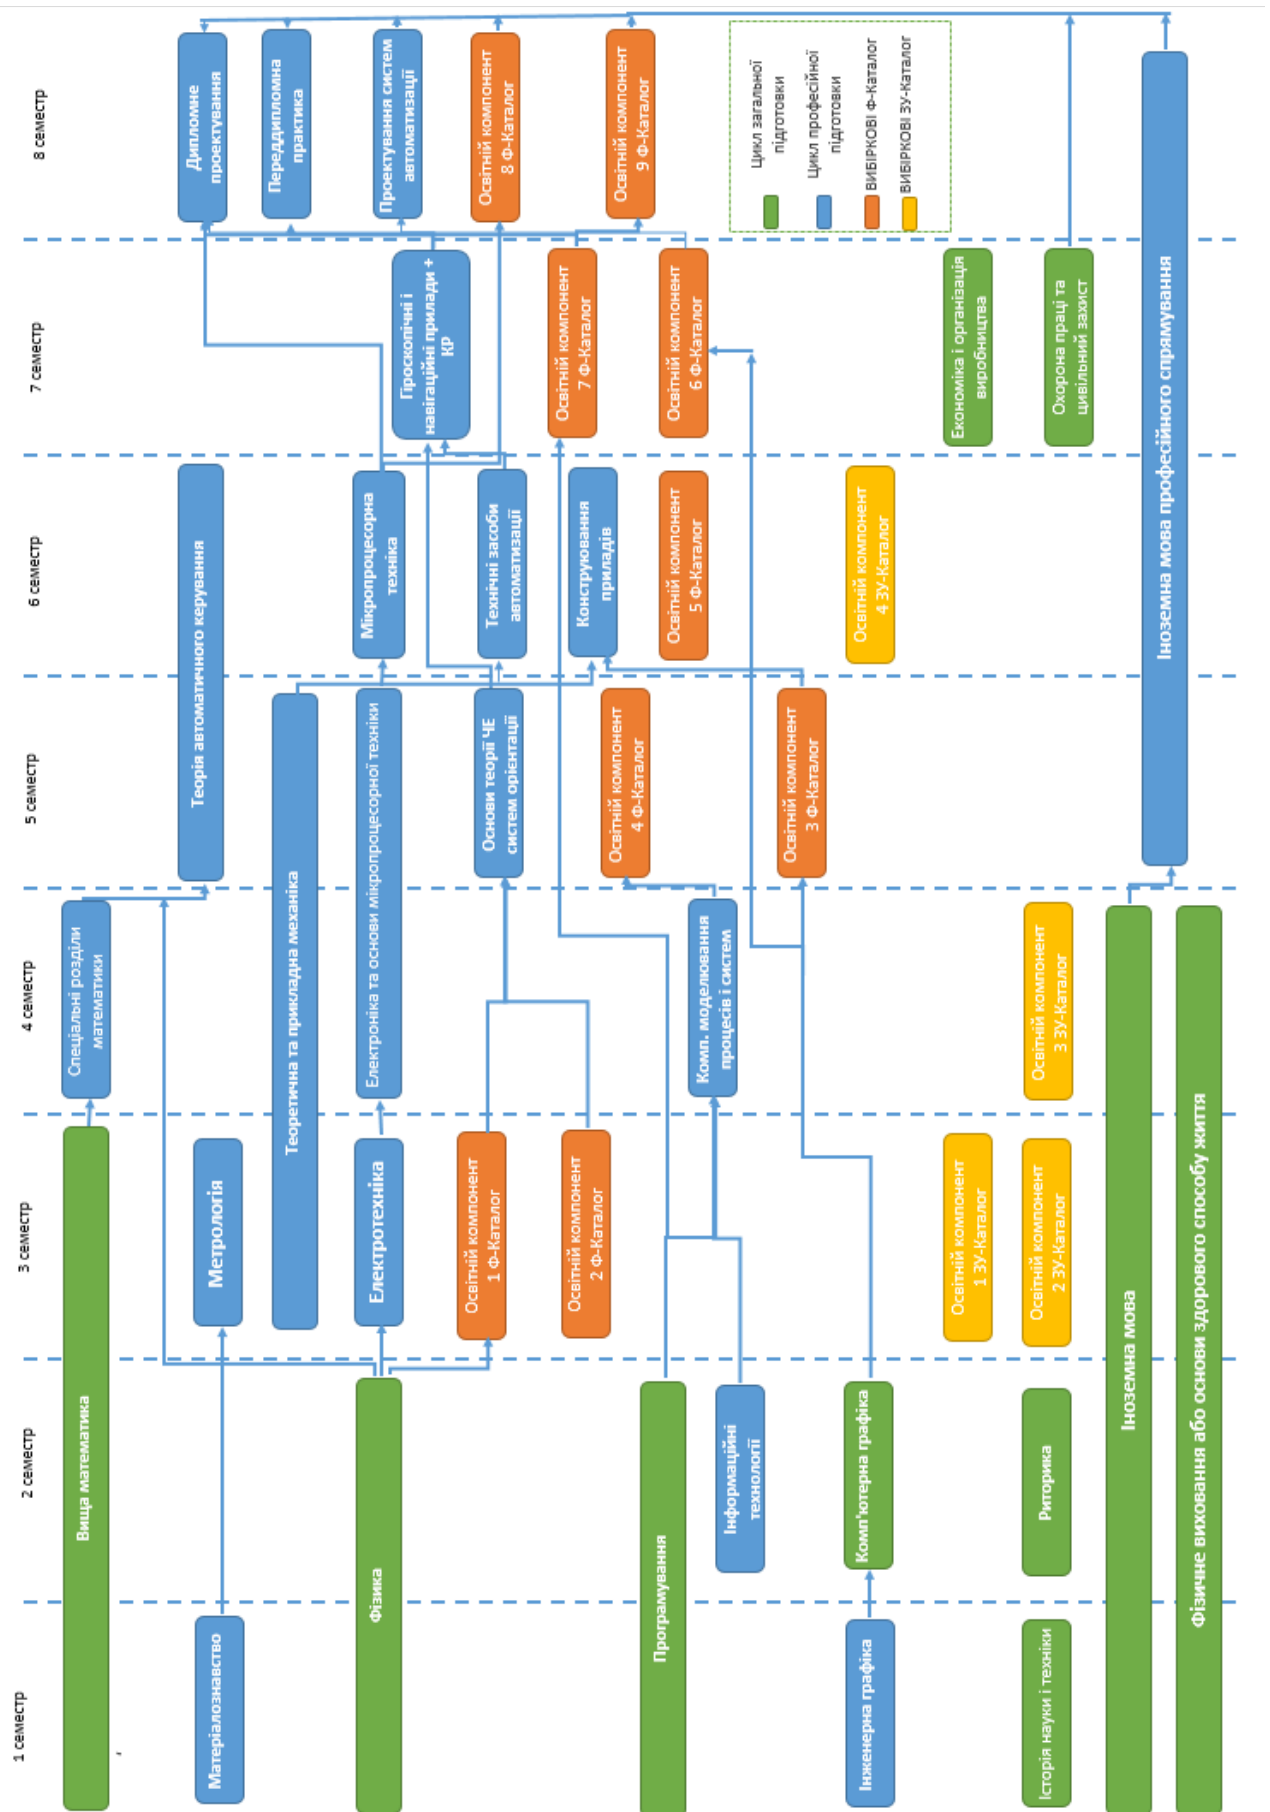 1 семестр
2 семестр
3 семестр
4 семестр
5 семестр
6 семестр
7 семестр
8 семестр
Вища математика
Спеціальні розділи
математики
Матеріалознавство
Метрологія
Теорія автоматичного керування
Дипломне
проектування
Теоретична та прикладна механіка
Переддипломна
практика
Фізика
Електротехніка
Електроніка та основи мікропроцесорної техніки
Мікропроцесорна
техніка
Гіроскопічні і
навігаційні прилади +
КР
Проектування систем
автоматизації
Освітній компонент
1 Ф-Каталог
Основи теорії ЧЕ
систем орієнтації
Технічні засоби
автоматизації
Освітній компонент
8 Ф-Каталог
Освітній компонент
2 Ф-Каталог
Освітній компонент
4 Ф-Каталог
Конструювання
приладів
Освітній компонент
7 Ф-Каталог
Освітній компонент
9 Ф-Каталог
Програмування
Інформаційні
технології
Комп. моделювання
процесів і систем
Освітній компонент
5 Ф-Каталог
Освітній компонент
6 Ф-Каталог
Інженерна графіка
Комп'ютерна графіка
Освітній компонент
3 Ф-Каталог
Освітній компонент
4 ЗУ-Каталог
Цикл загальної
підготовки
Цикл професійної
підготовки
ВИБІРКОВІ Ф-Каталог
ВИБІРКОВІ ЗУ-Каталог
Освітній компонент
1 ЗУ-Каталог
Економіка і організація
виробництва
Історія науки і техніки
Риторика
Освітній компонент
2 ЗУ-Каталог
Освітній компонент
3 ЗУ-Каталог
Охорона праці та
цивільний захист
Іноземна мова
Іноземна мова професійного спрямування
Фізичне виховання або основи здорового способу життя